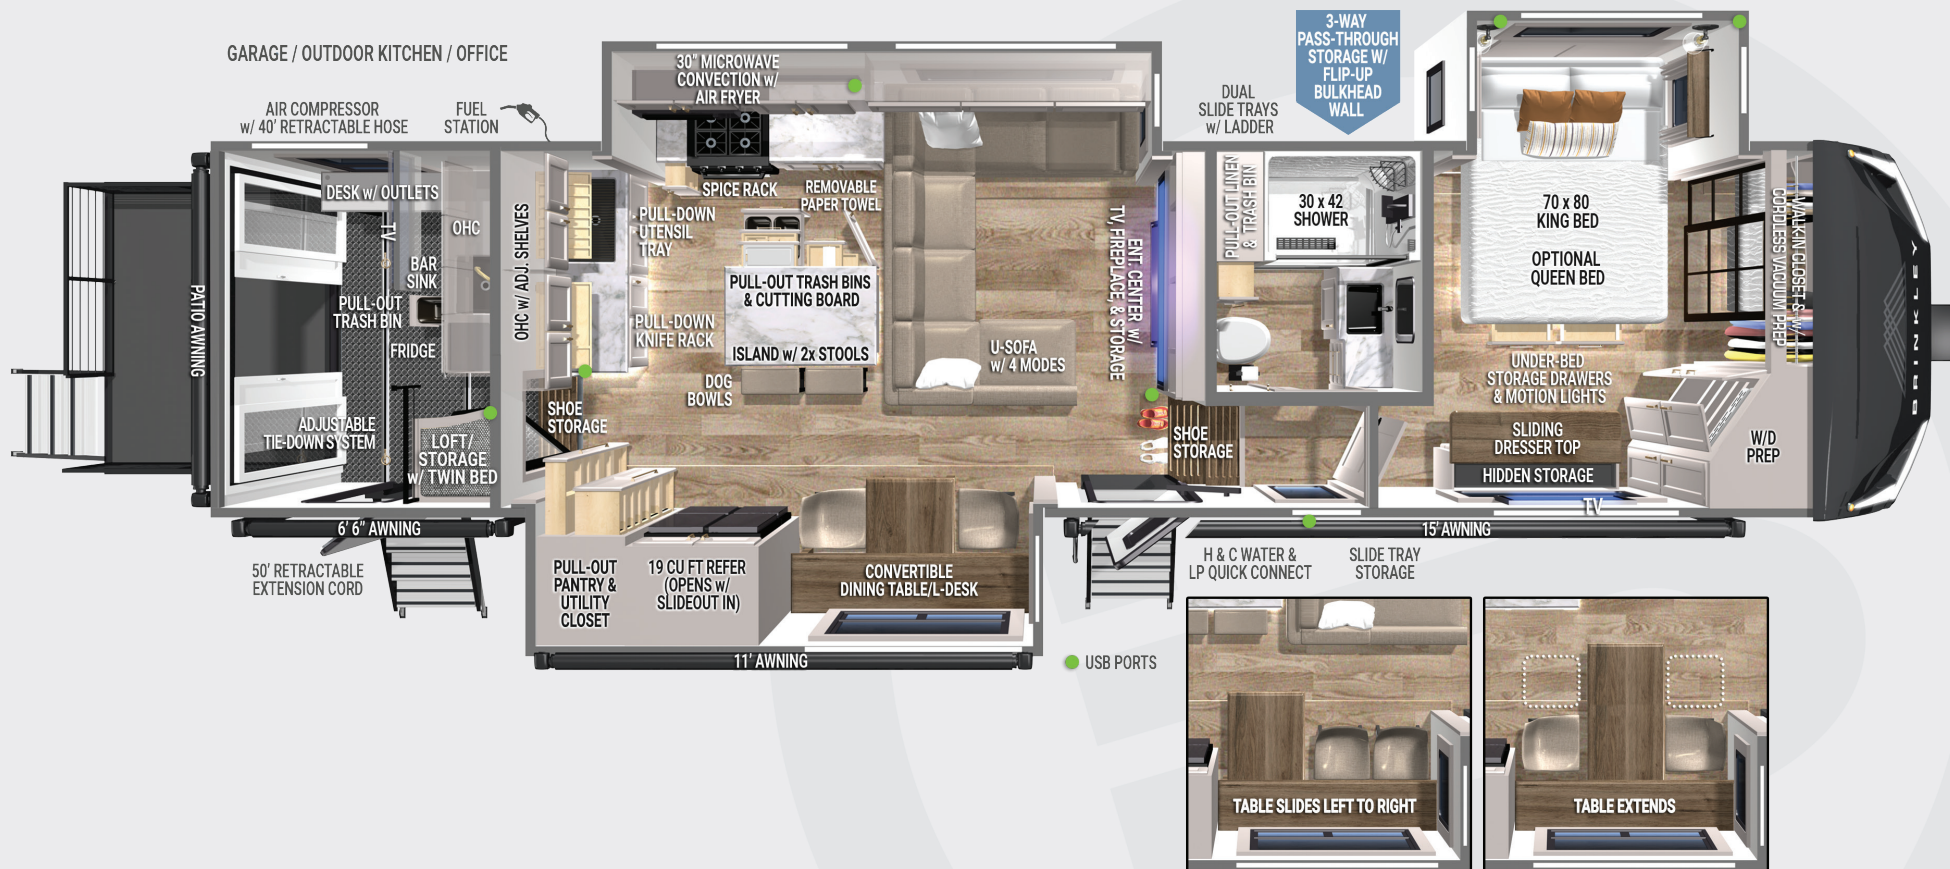 GARAGE / OUTDOOR KITCHEN / OFFICE
AIR COMPRESSOR
w/ 40' RETRACTABLE HOSE
FUEL
STATION
30" MICROWAVE
CONVECTION w/
AIR FRYER
DUAL
SLIDE TRAYS
w/ LADDER
3-WAY
PASS-THROUGH
STORAGE W/
FLIP-UP
BULKHEAD
WALL
PATIO AWNING
DESK w/ OUTLETS
TV
OHC
BAR
SINK
PULL-OUT
TRASH BIN
FRIDGE
ADJUSTABLE
TIE-DOWN SYSTEM
LOFT/
STORAGE
w/ TWIN BED
OHC w/ ADJ. SHELVES
SPICE RACK
REMOVABLE
PAPER TOWEL
PULL-DOWN
UTENSIL
TRAY
PULL-DOWN
KNIFE RACK
PULL-OUT TRASH BINS
& CUTTING BOARD
ISLAND w/ 2x STOOLS
DOG
BOWLS
SHOE
STORAGE
U-SOFA
w/ 4 MODES
ENT. CENTER w/
TV, FIREPLACE, & STORAGE
SHOE
STORAGE
PULL-OUT LINEN
& TRASH BIN
30 x 42
SHOWER
70 x 80
KING BED
OPTIONAL
QUEEN BED
UNDER-BED
STORAGE DRAWERS
& MOTION LIGHTS
SLIDING
DRESSER TOP
HIDDEN STORAGE
TV
WALK-IN CLOSET & w/
CORDLESS VACUUM PREP
W/D
PREP
BRINKLEY
6' 6" AWNING
50' RETRACTABLE
EXTENSION CORD
PULL-OUT
PANTRY &
UTILITY
CLOSET
19 CU FT REFER
(OPENS w/
SLIDEOUT IN)
CONVERTIBLE
DINING TABLE/L-DESK
11' AWNING
15' AWNING
H & C WATER &
LP QUICK CONNECT
SLIDE TRAY
STORAGE
USB PORTS
TABLE SLIDES LEFT TO RIGHT
TABLE EXTENDS